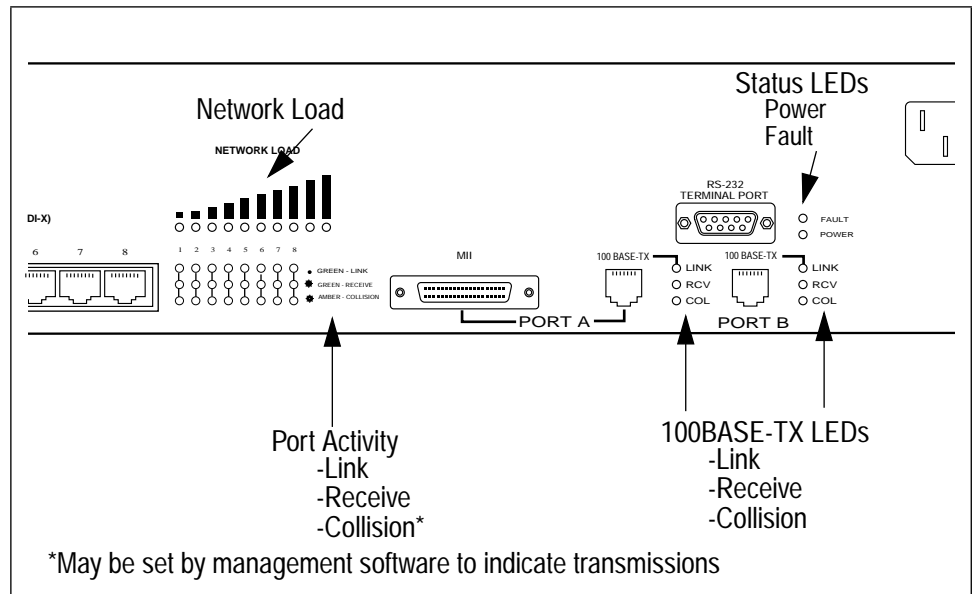 Network Load
Status LEDs
Power
Fault
NETWORK LOAD
RS-232
TERMINAL PORT
DI-X)
FAULT
POWER
6 7 8
1 2 3 4 5 6 7 8
MII
100 BASE-TX
LINK
RCV
COL
100 BASE-TX
LINK
RCV
COL
GREEN - LINK
GREEN - RECEIVE
AMBER - COLLISION
PORT A
PORT B
Port Activity
-Link
-Receive
-Collision*
100BASE-TX LEDs
-Link
-Receive
-Collision
*May be set by management software to indicate transmissions